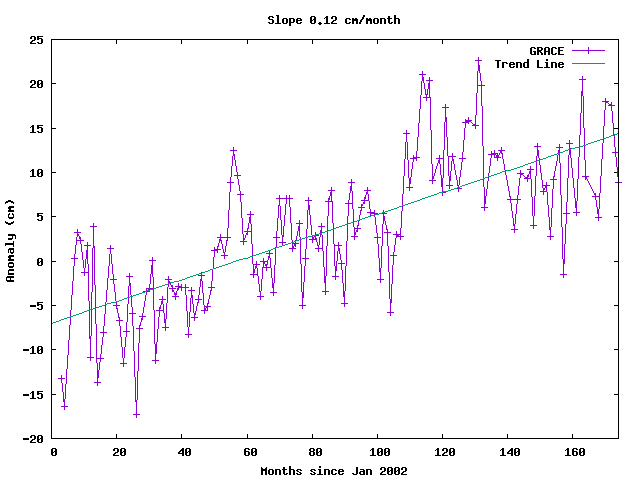 Slope 0.12 cm/month
GRACE
Trend Line
25
20
15
10
5
0
-5
-10
-15
-20
Anomaly (cm)
0 20 40 60 80 100 120 140 160
Months since Jan 2002